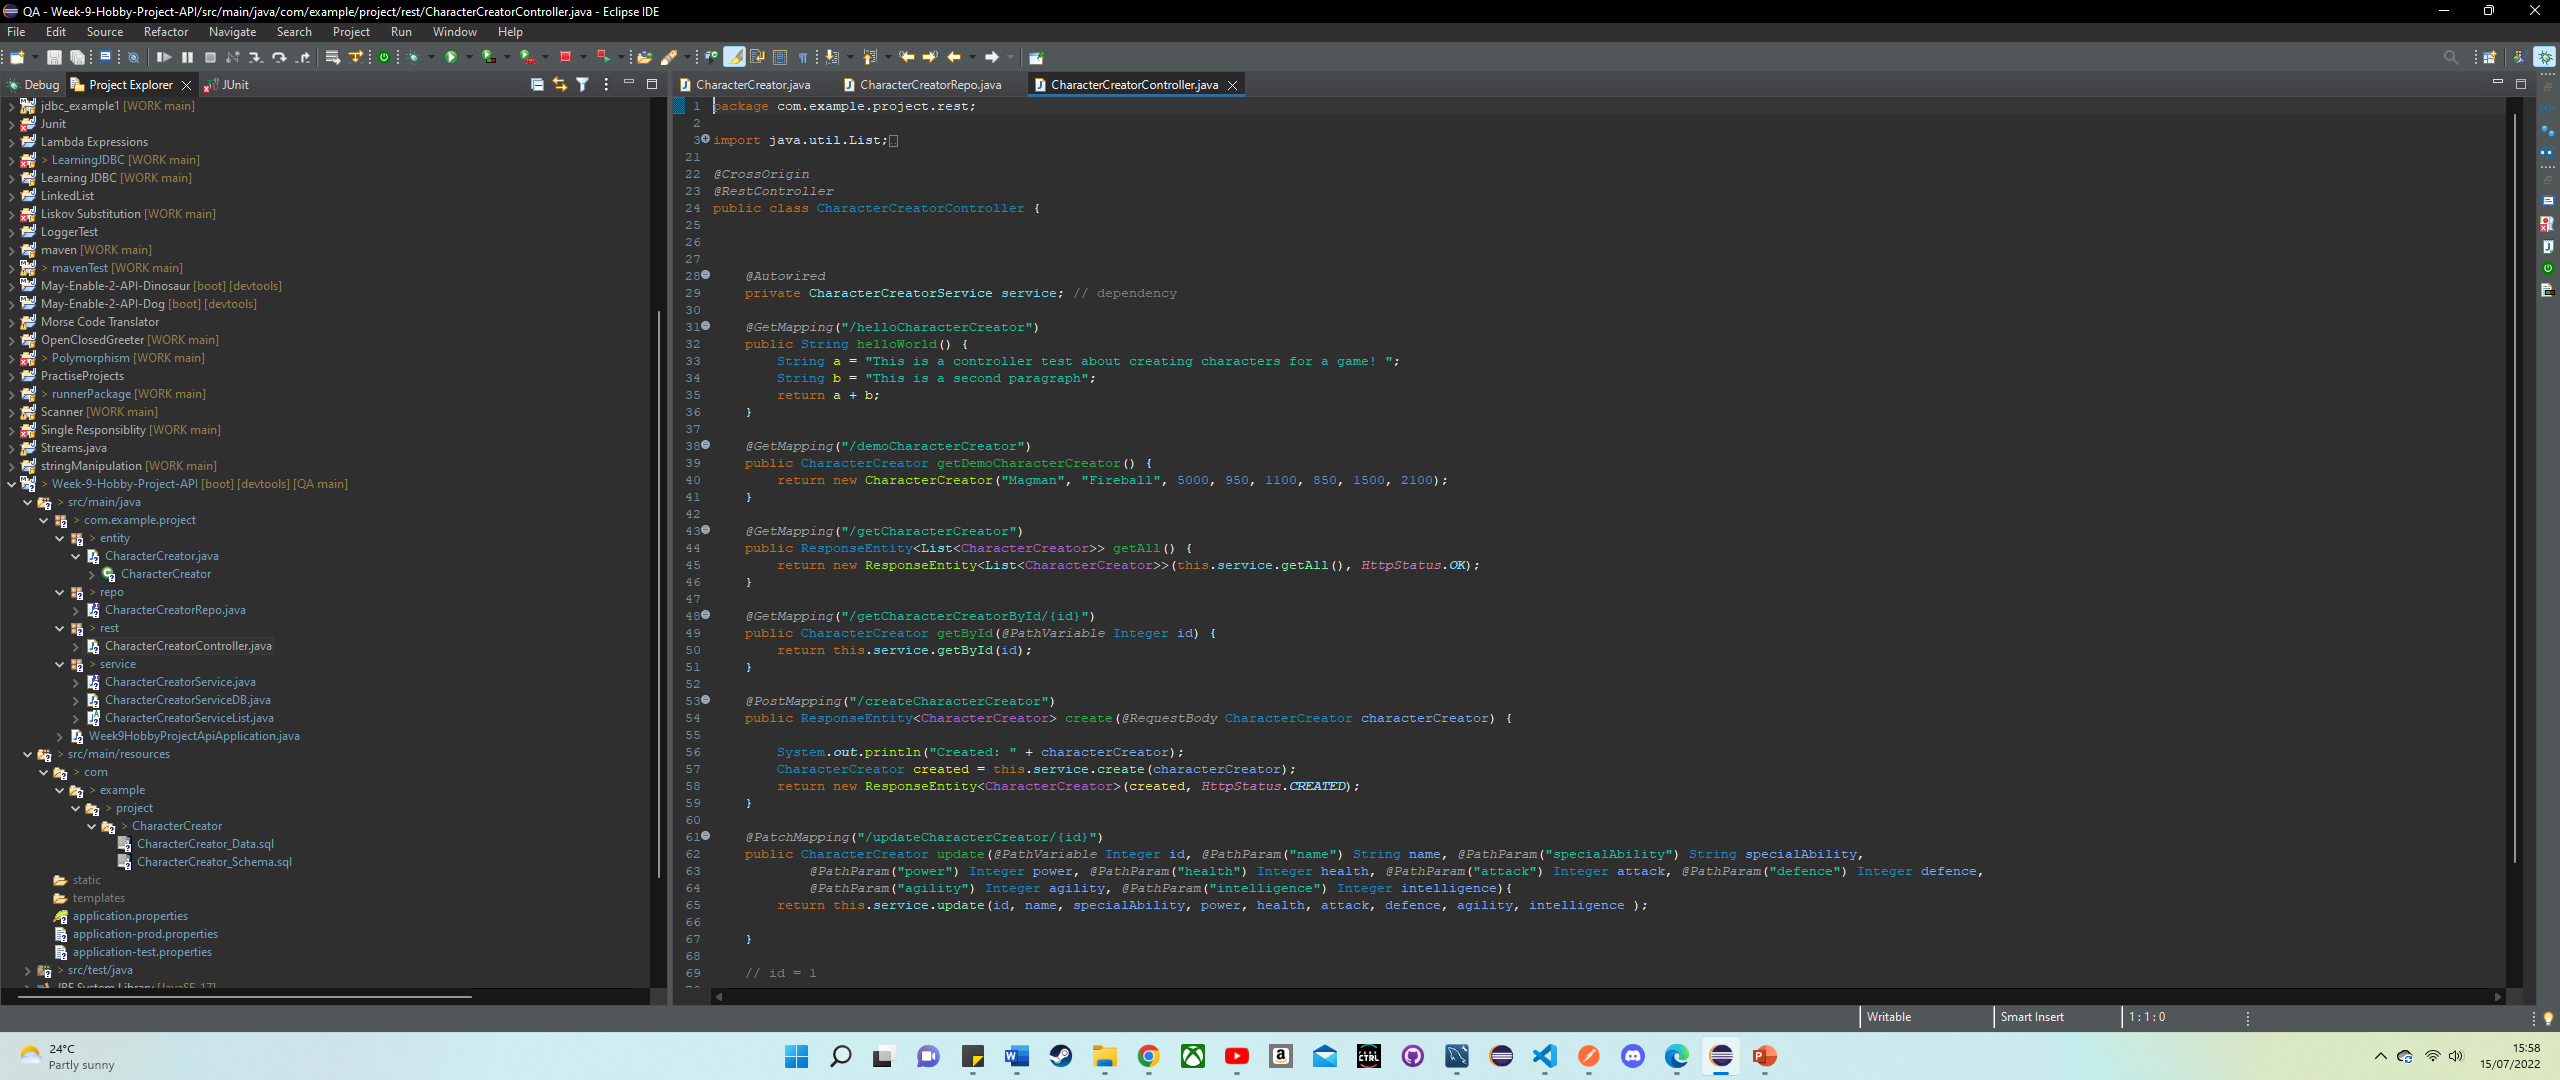 QA - Week-9-Hobby-Project-API/src/main/java/com/example/project/rest/CharacterCreatorController.java - Eclipse IDE
File Edit Source Refactor Navigate Search Project Run Window Help
Debug Project Explorer JUnit
jdbc_example1 [WORK main]
Junit
Lambda Expressions
> LearningJDBC [WORK main]
Learning JDBC [WORK main]
LinkedList
Liskov Substitution [WORK main]
LoggerTest
maven [WORK main]
> mavenTest [WORK main]
May-Enable-2-API-Dinosaur [boot] [devtools]
May-Enable-2-API-Dog [boot] [devtools]
Morse Code Translator
OpenClosedGreeter [WORK main]
> Polymorphism [WORK main]
PractiseProjects
> runnerPackage [WORK main]
Scanner [WORK main]
Single Responsiblity [WORK main]
Streams.java
stringManipulation [WORK main]
> Week-9-Hobby-Project-API [boot] [devtools] [QA main]
> src/main/java
> com.example.project
> entity
CharacterCreator.java
CharacterCreator
> repo
CharacterCreatorRepo.java
> rest
CharacterCreatorController.java
> service
CharacterCreatorService.java
CharacterCreatorServiceDB.java
CharacterCreatorServiceList.java
Week9HobbyProjectApiApplication.java
> src/main/resources
> com
> example
> project
> CharacterCreator
CharacterCreator_Data.sql
CharacterCreator_Schema.sql
static
templates
application.properties
application-prod.properties
application-test.properties
> src/test/java
JRE System Library [JavaSE-17]
CharacterCreator.java CharacterCreatorRepo.java CharacterCreatorController.java
1 package com.example.project.rest;
2
3 import java.util.List;
21
22 @CrossOrigin
23 @RestController
24 public class CharacterCreatorController {
25
26
27
28 @Autowired
29 private CharacterCreatorService service; // dependency
30
31 @GetMapping("/helloCharacterCreator")
32 public String helloWorld() {
33 String a = "This is a controller test about creating characters for a game! ";
34 String b = "This is a second paragraph";
35 return a + b;
36 }
37
38 @GetMapping("/demoCharacterCreator")
39 public CharacterCreator getDemoCharacterCreator() {
40 return new CharacterCreator("Magman", "Fireball", 5000, 950, 1100, 850, 1500, 2100);
41 }
42
43 @GetMapping("/getCharacterCreator")
44 public ResponseEntity<List<CharacterCreator>> getAll() {
45 return new ResponseEntity<List<CharacterCreator>>(this.service.getAll(), HttpStatus.OK);
46 }
47
48 @GetMapping("/getCharacterCreatorById/{id}")
49 public CharacterCreator getById(@PathVariable Integer id) {
50 return this.service.getById(id);
51 }
52
53 @PostMapping("/createCharacterCreator")
54 public ResponseEntity<CharacterCreator> create(@RequestBody CharacterCreator characterCreator) {
55
56 System.out.println("Created: " + characterCreator);
57 CharacterCreator created = this.service.create(characterCreator);
58 return new ResponseEntity<CharacterCreator>(created, HttpStatus.CREATED);
59 }
60
61 @PatchMapping("/updateCharacterCreator/{id}")
62 public CharacterCreator update(@PathVariable Integer id, @PathParam("name") String name, @PathParam("specialAbility") String specialAbility,
63 @PathParam("power") Integer power, @PathParam("health") Integer health, @PathParam("attack") Integer attack, @PathParam("defence") Integer defence,
64 @PathParam("agility") Integer agility, @PathParam("intelligence") Integer intelligence){
65 return this.service.update(id, name, specialAbility, power, health, attack, defence, agility, intelligence );
66
67 }
68
69 // id = 1
Writable Smart Insert 1 : 1 : 0
24°C
Partly sunny
15:58
15/07/2022